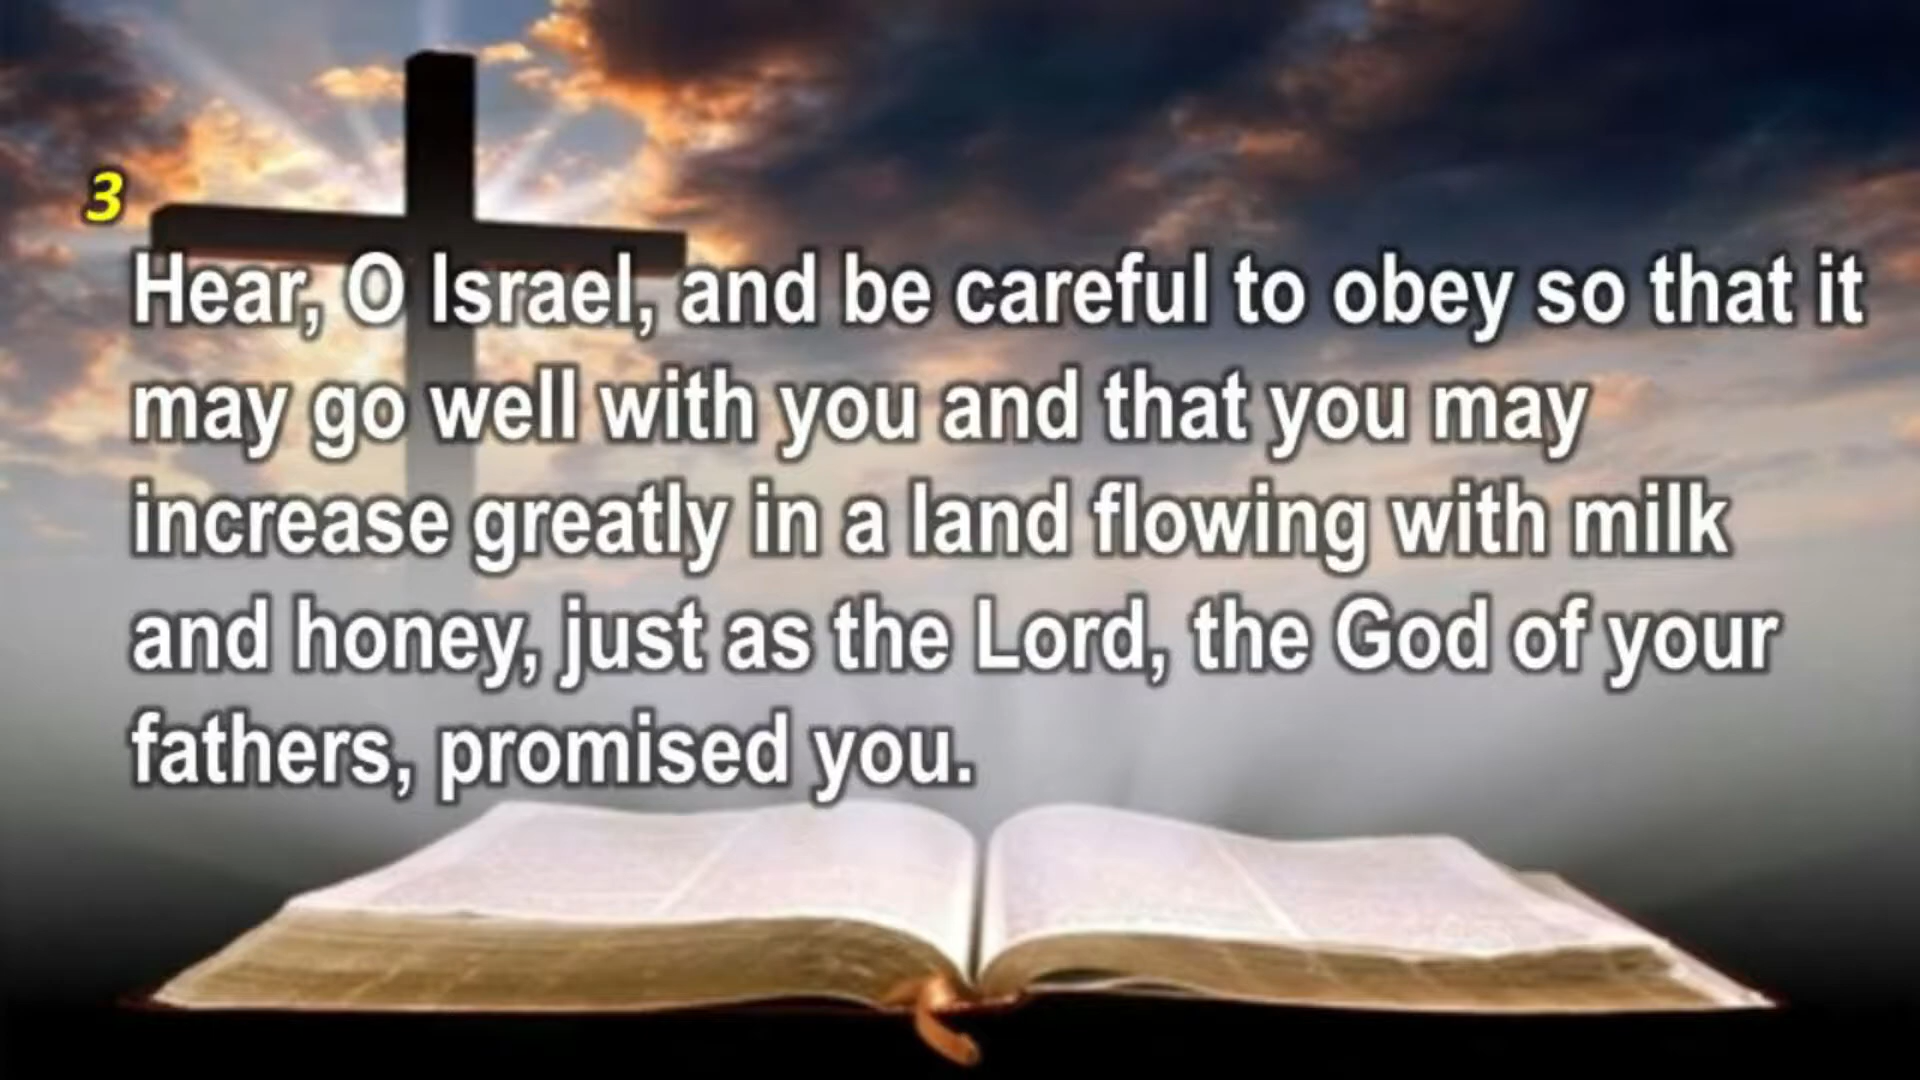 3
Hear, O Israel, and be careful to obey so that it
may go well with you and that you may
increase greatly in a land flowing with milk
and honey, just as the Lord, the God of your
fathers, promised you.